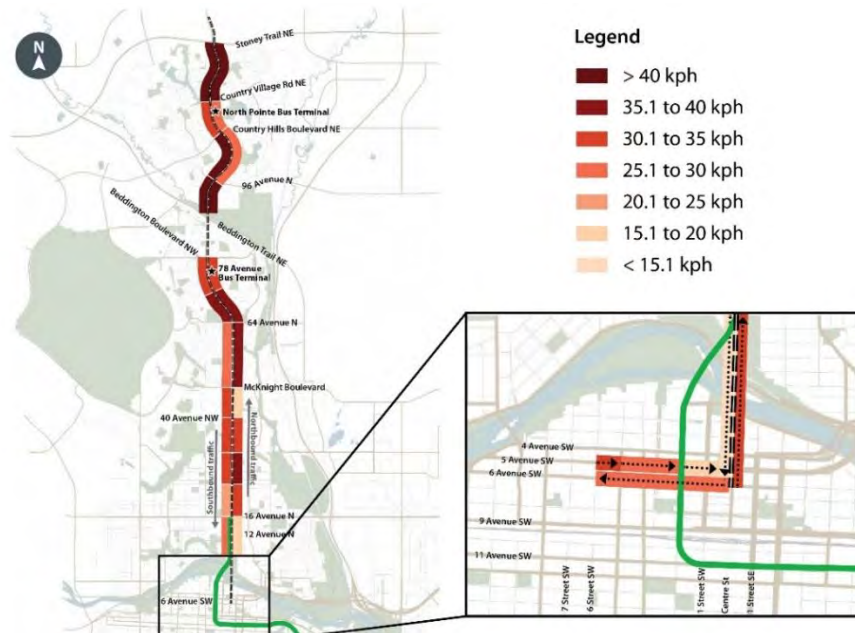 N
Stoney Trail NE
Country Village Rd NE
North Pointe Bus Terminal
Country Hills Boulevard NE
96 Avenue N
Beddington Boulevard NW
Beddington Trail NE
78 Avenue
Bus Terminal
64 Avenue N
McKnight Boulevard
40 Avenue NW
Southbound traffic
Northbound traffic
16 Avenue N
12 Avenue N
6 Avenue SW
Legend
> 40 kph
35.1 to 40 kph
30.1 to 35 kph
25.1 to 30 kph
20.1 to 25 kph
15.1 to 20 kph
< 15.1 kph
4 Avenue SW
5 Avenue SW
6 Avenue SW
9 Avenue SW
11 Avenue SW
7 Street SW
6 Street SW
1 Street SW
Centre St
1 Street SE